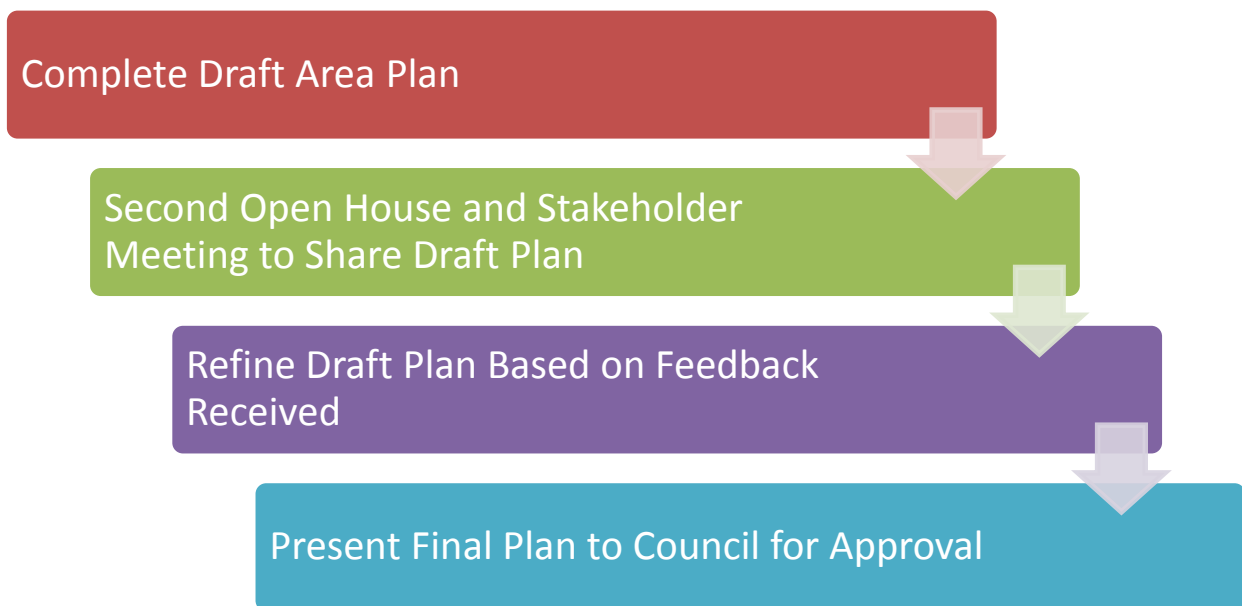 Complete Draft Area Plan
Second Open House and Stakeholder
Meeting to Share Draft Plan
Refine Draft Plan Based on Feedback
Received
Present Final Plan to Council for Approval